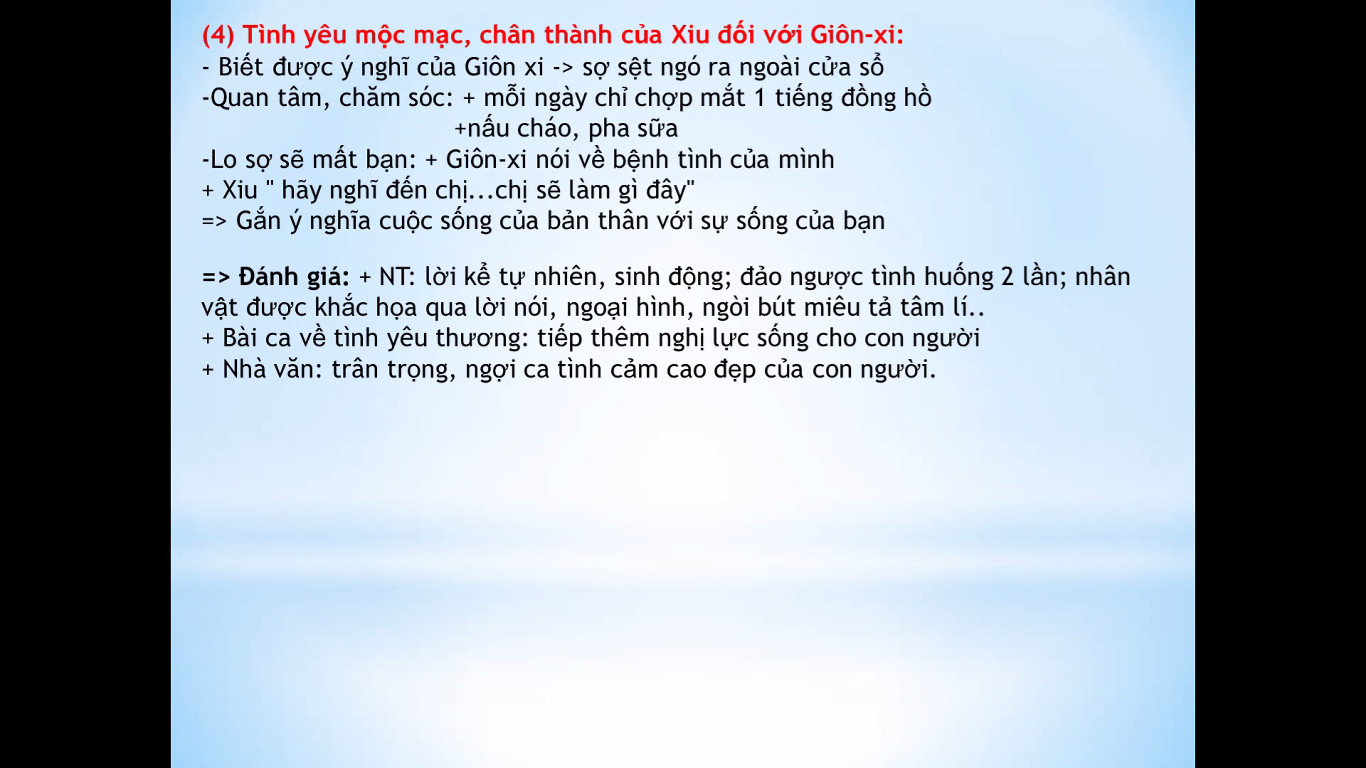 (4) Tình yêu mộc mạc, chân thành của Xiu đối với Giôn-xi:
- Biết được ý nghĩ của Giôn xi -> sợ sệt ngó ra ngoài cửa sổ
-Quan tâm, chăm sóc: + mỗi ngày chỉ chợp mắt 1 tiếng đồng hồ
+nấu cháo, pha sữa
-Lo sợ sẽ mất bạn: + Giôn-xi nói về bệnh tình của mình
+ Xiu " hãy nghĩ đến chị...chị sẽ làm gì đây"
=> Gắn ý nghĩa cuộc sống của bản thân với sự sống của bạn
=> Đánh giá: + NT: lời kể tự nhiên, sinh động; đảo ngược tình huống 2 lần; nhân
vật được khắc họa qua lời nói, ngoại hình, ngòi bút miêu tả tâm lí..
+ Bài ca về tình yêu thương: tiếp thêm nghị lực sống cho con người
+ Nhà văn: trân trọng, ngợi ca tình cảm cao đẹp của con người.